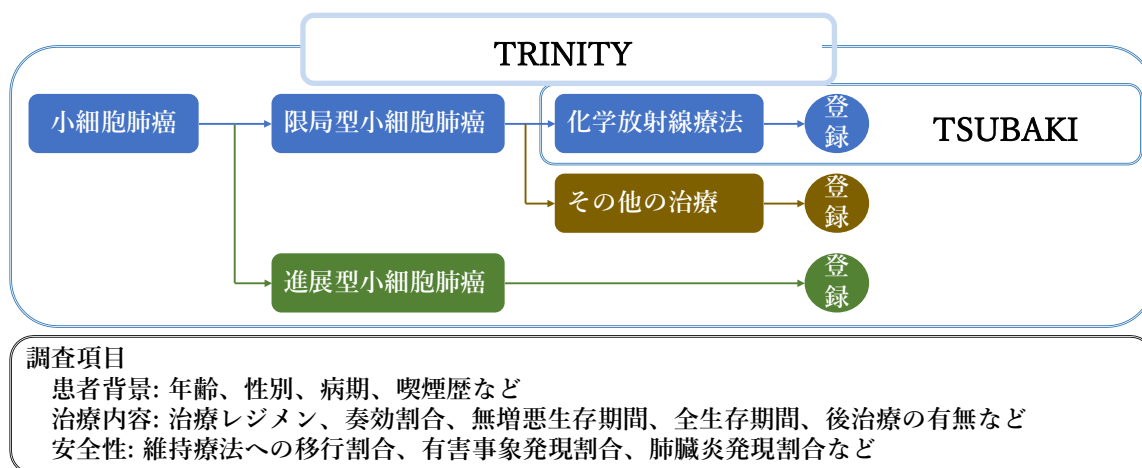 TRINITY
小細胞肺癌
限局型小細胞肺癌
化学放射線療法
登
録
TSUBAKI
その他の治療
登
録
進展型小細胞肺癌
登
録
調査項目
患者背景: 年齢、性別、病期、喫煙歴など
治療内容: 治療レジメン、奏効割合、無増悪生存期間、全生存期間、後治療の有無など
安全性: 維持療法への移行割合、有害事象発現割合、肺臓炎発現割合など